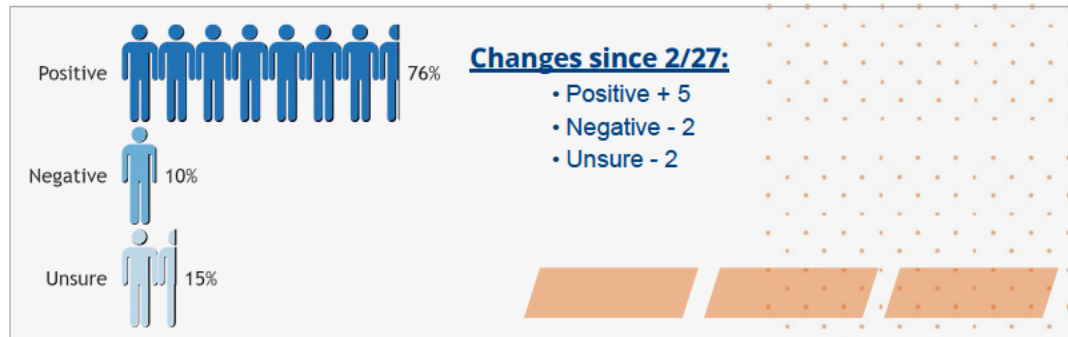 Positive 76%
Negative 10%
Unsure 15%
Changes since 2/27:
• Positive + 5
• Negative - 2
• Unsure - 2